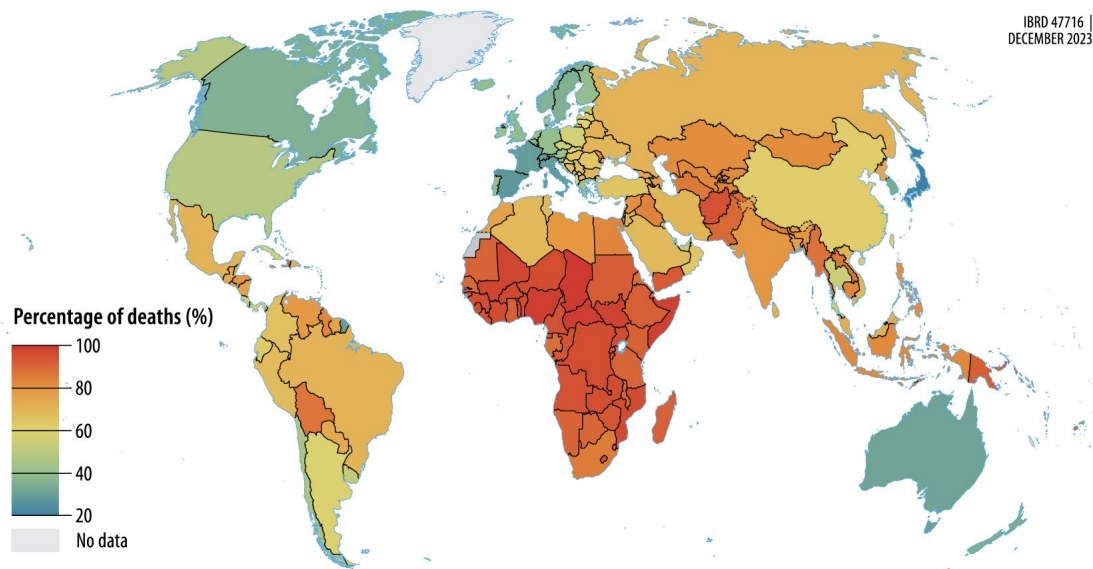 IBRD 47716 |
DECEMBER 2023
Percentage of deaths (%)
100
80
60
40
20
No data